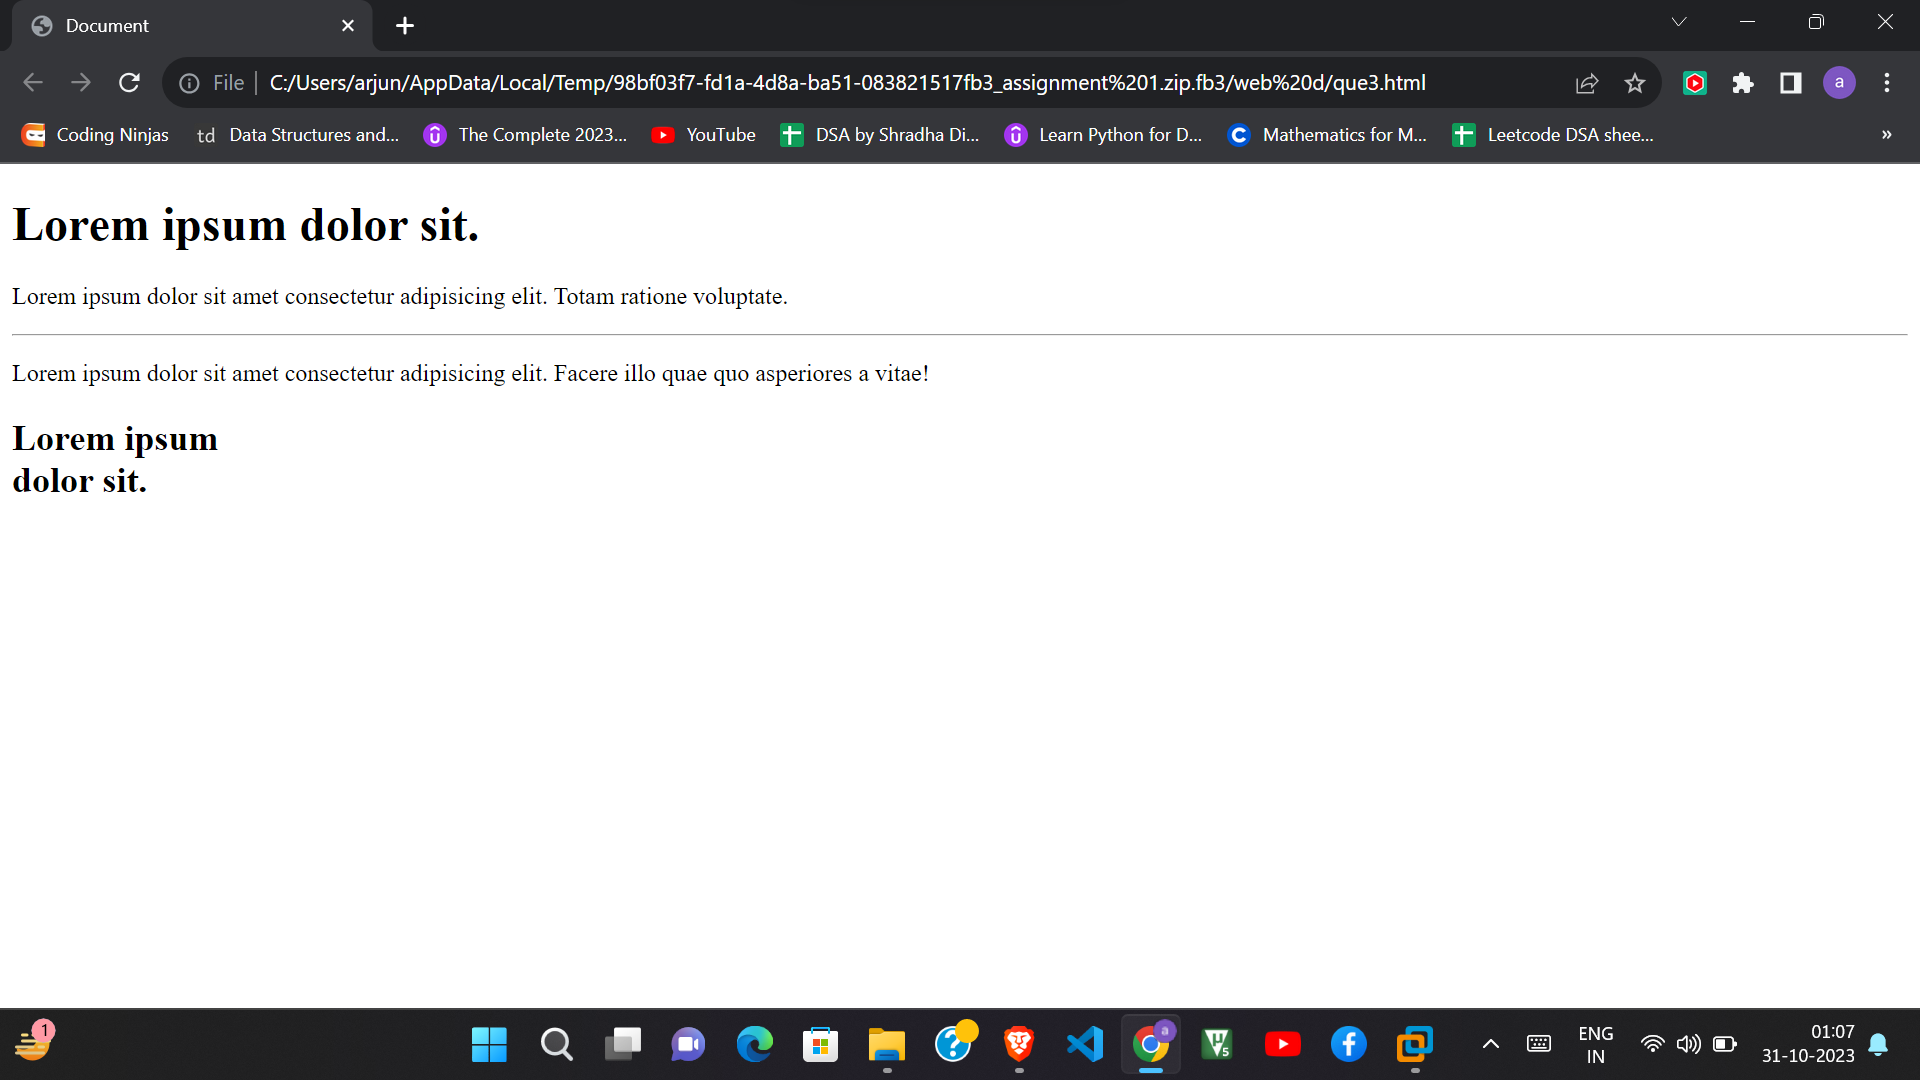 Document
File
C:/Users/arjun/AppData/Local/Temp/98bf03f7-fd1a-4d8a-ba51-083821517fb3_assignment%201.zip.fb3/web%20d/que3.html
a
Coding Ninjas
td Data Structures and...
The Complete 2023...
YouTube
DSA by Shradha Di...
Learn Python for D...
Mathematics for M...
Leetcode DSA shee...
»
Lorem ipsum dolor sit.
Lorem ipsum dolor sit amet consectetur adipisicing elit. Totam ratione voluptate.
Lorem ipsum dolor sit amet consectetur adipisicing elit. Facere illo quae quo asperiores a vitae!
Lorem ipsum
dolor sit.
1
a
5
ENG
IN
01:07
31-10-2023